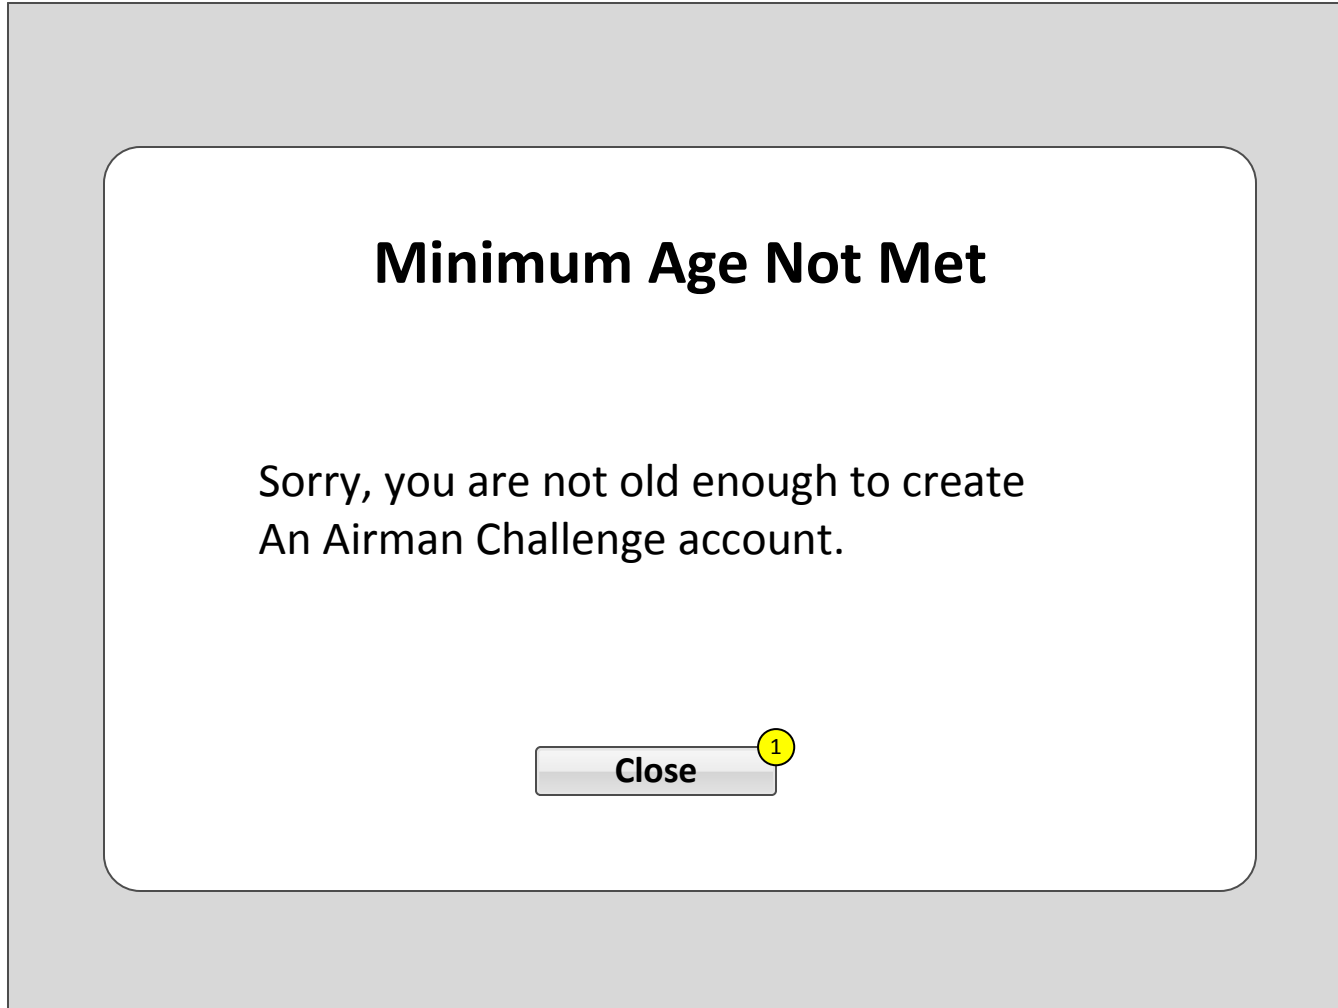 Minimum Age Not Met
Sorry, you are not old enough to create
An Airman Challenge account.
1
Close